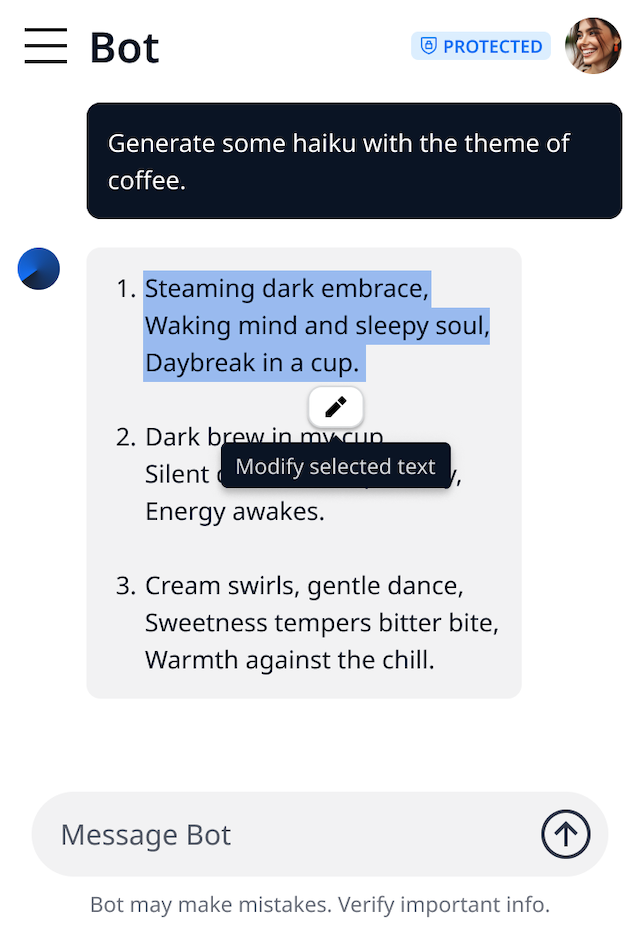 Bot
PROTECTED
Generate some haiku with the theme of
coffee.
1. Steaming dark embrace,
Waking mind and sleepy soul,
Daybreak in a cup.
2. Dark brew in my cup
Modify selected text
Silent
Energy awakes.
3. Cream swirls, gentle dance,
Sweetness tempers bitter bite,
Warmth against the chill.
Message Bot
Bot may make mistakes. Verify important info.